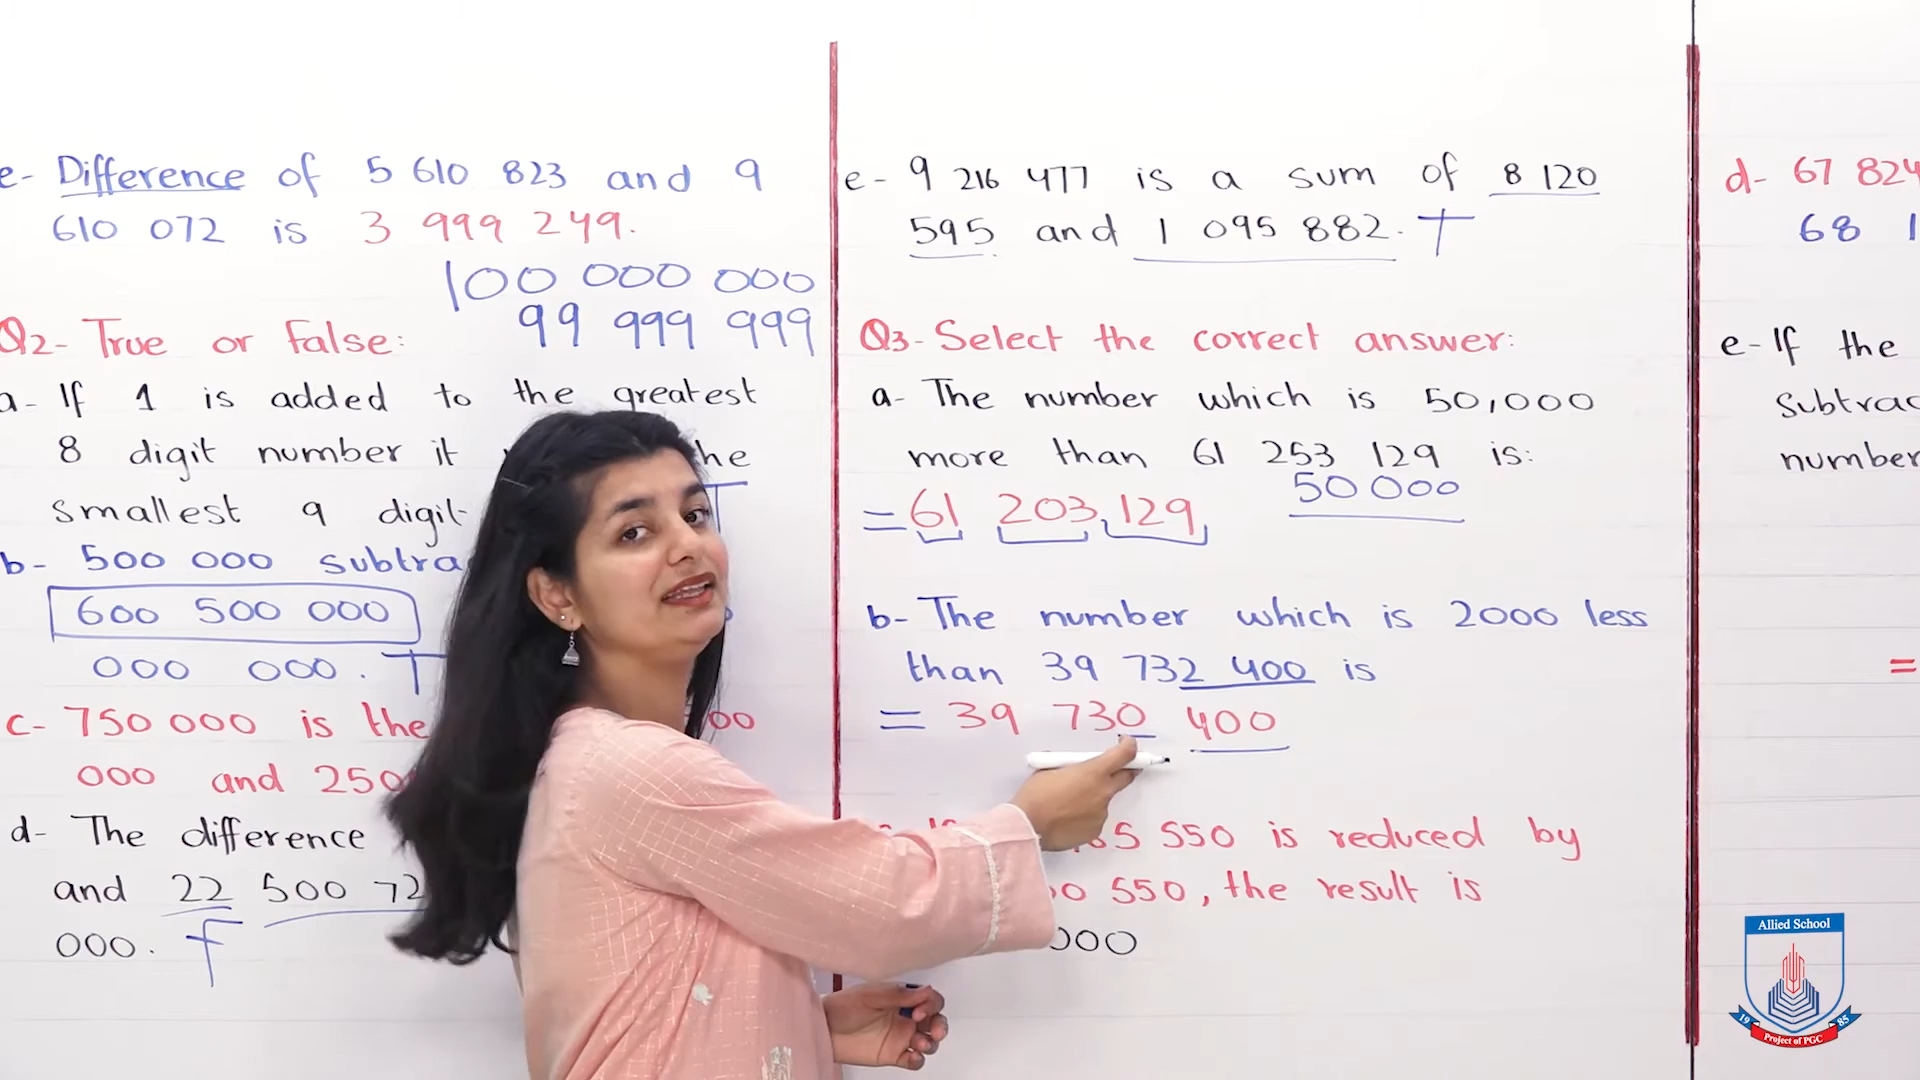 e- Difference of 5 610 823 and 9
610 072 is 3 999 249.
100 000 000
99 999 999
Q2- True or False:
a- If 1 is added to the greatest
8 digit number it the
smallest 9 digit
b- 500 000 subtra
600 500 000
000 000. T
c- 750 000 is the 00
000 and 250
d- The difference
and 22 500 72
000. F
e- 9 216 477 is a sum of 8 120
595 and 1 095 882. T
Q3- Select the correct answer:
a- The number which is 50,000
more than 61 253 129 is:
50 000
= 61 203,129
b- The number which is 2000 less
than 39 732 400 is
= 39 730 400
5 550 is reduced by
0 550, the result is
000
d- 67 824
68 1
e- If the
subtrac
number
=
Allied School
19 85
Project of PGC